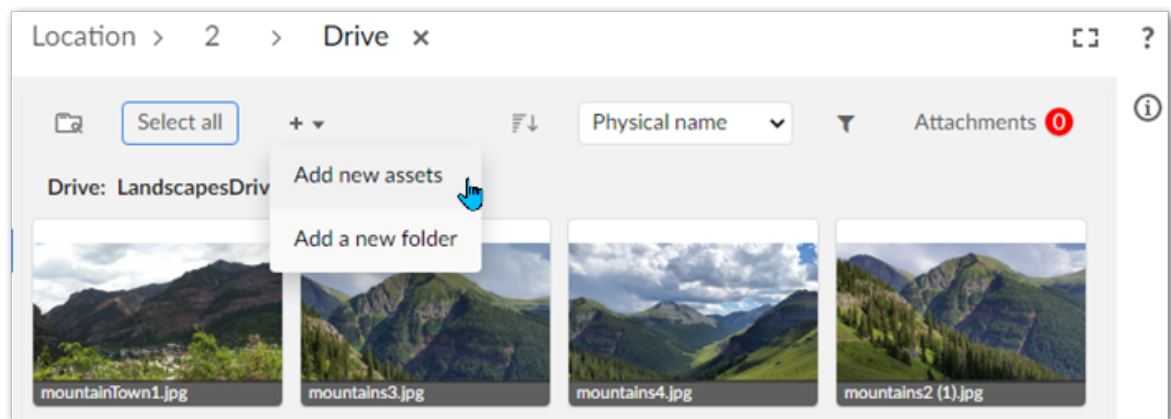 Location > 2 > Drive ×
?
Select all + Physical name Attachments 0
Add new assets
Drive: LandscapesDriv
Add a new folder
mountainTown1.jpg mountains3.jpg mountains4.jpg mountains2 (1).jpg